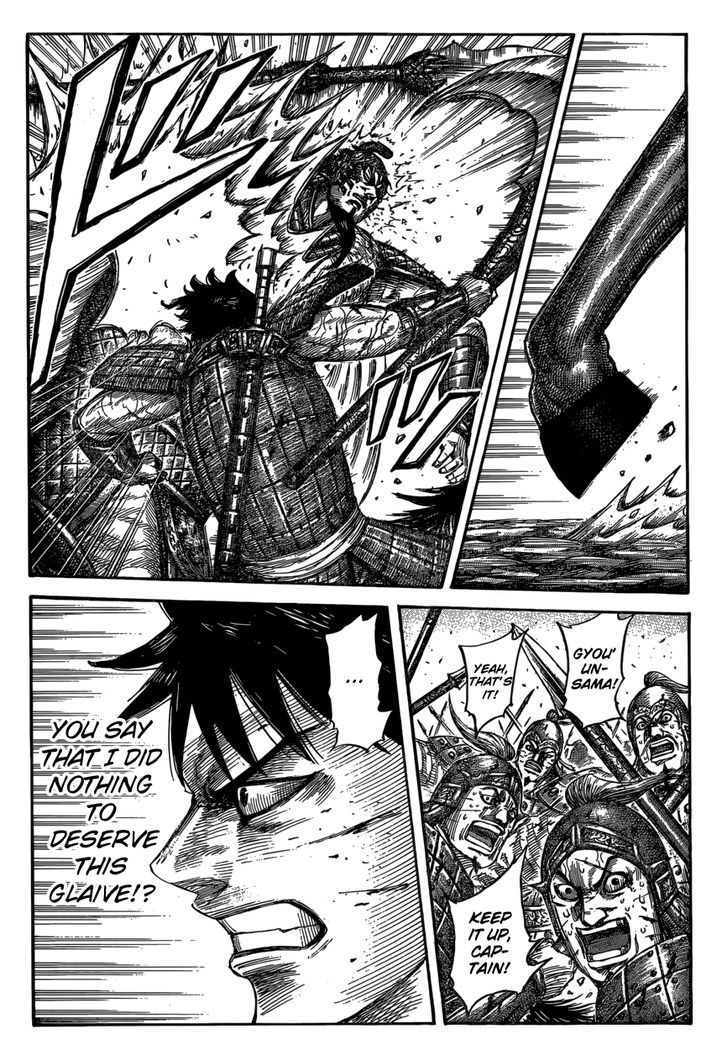 GYOU'
UN-
SAMA!
YEAH,
THAT'S
IT!
KEEP
IT UP,
CAP-
TAIN!
...
YOU SAY
THAT I DID
NOTHING
TO
DESERVE
THIS
GLAIVE!?